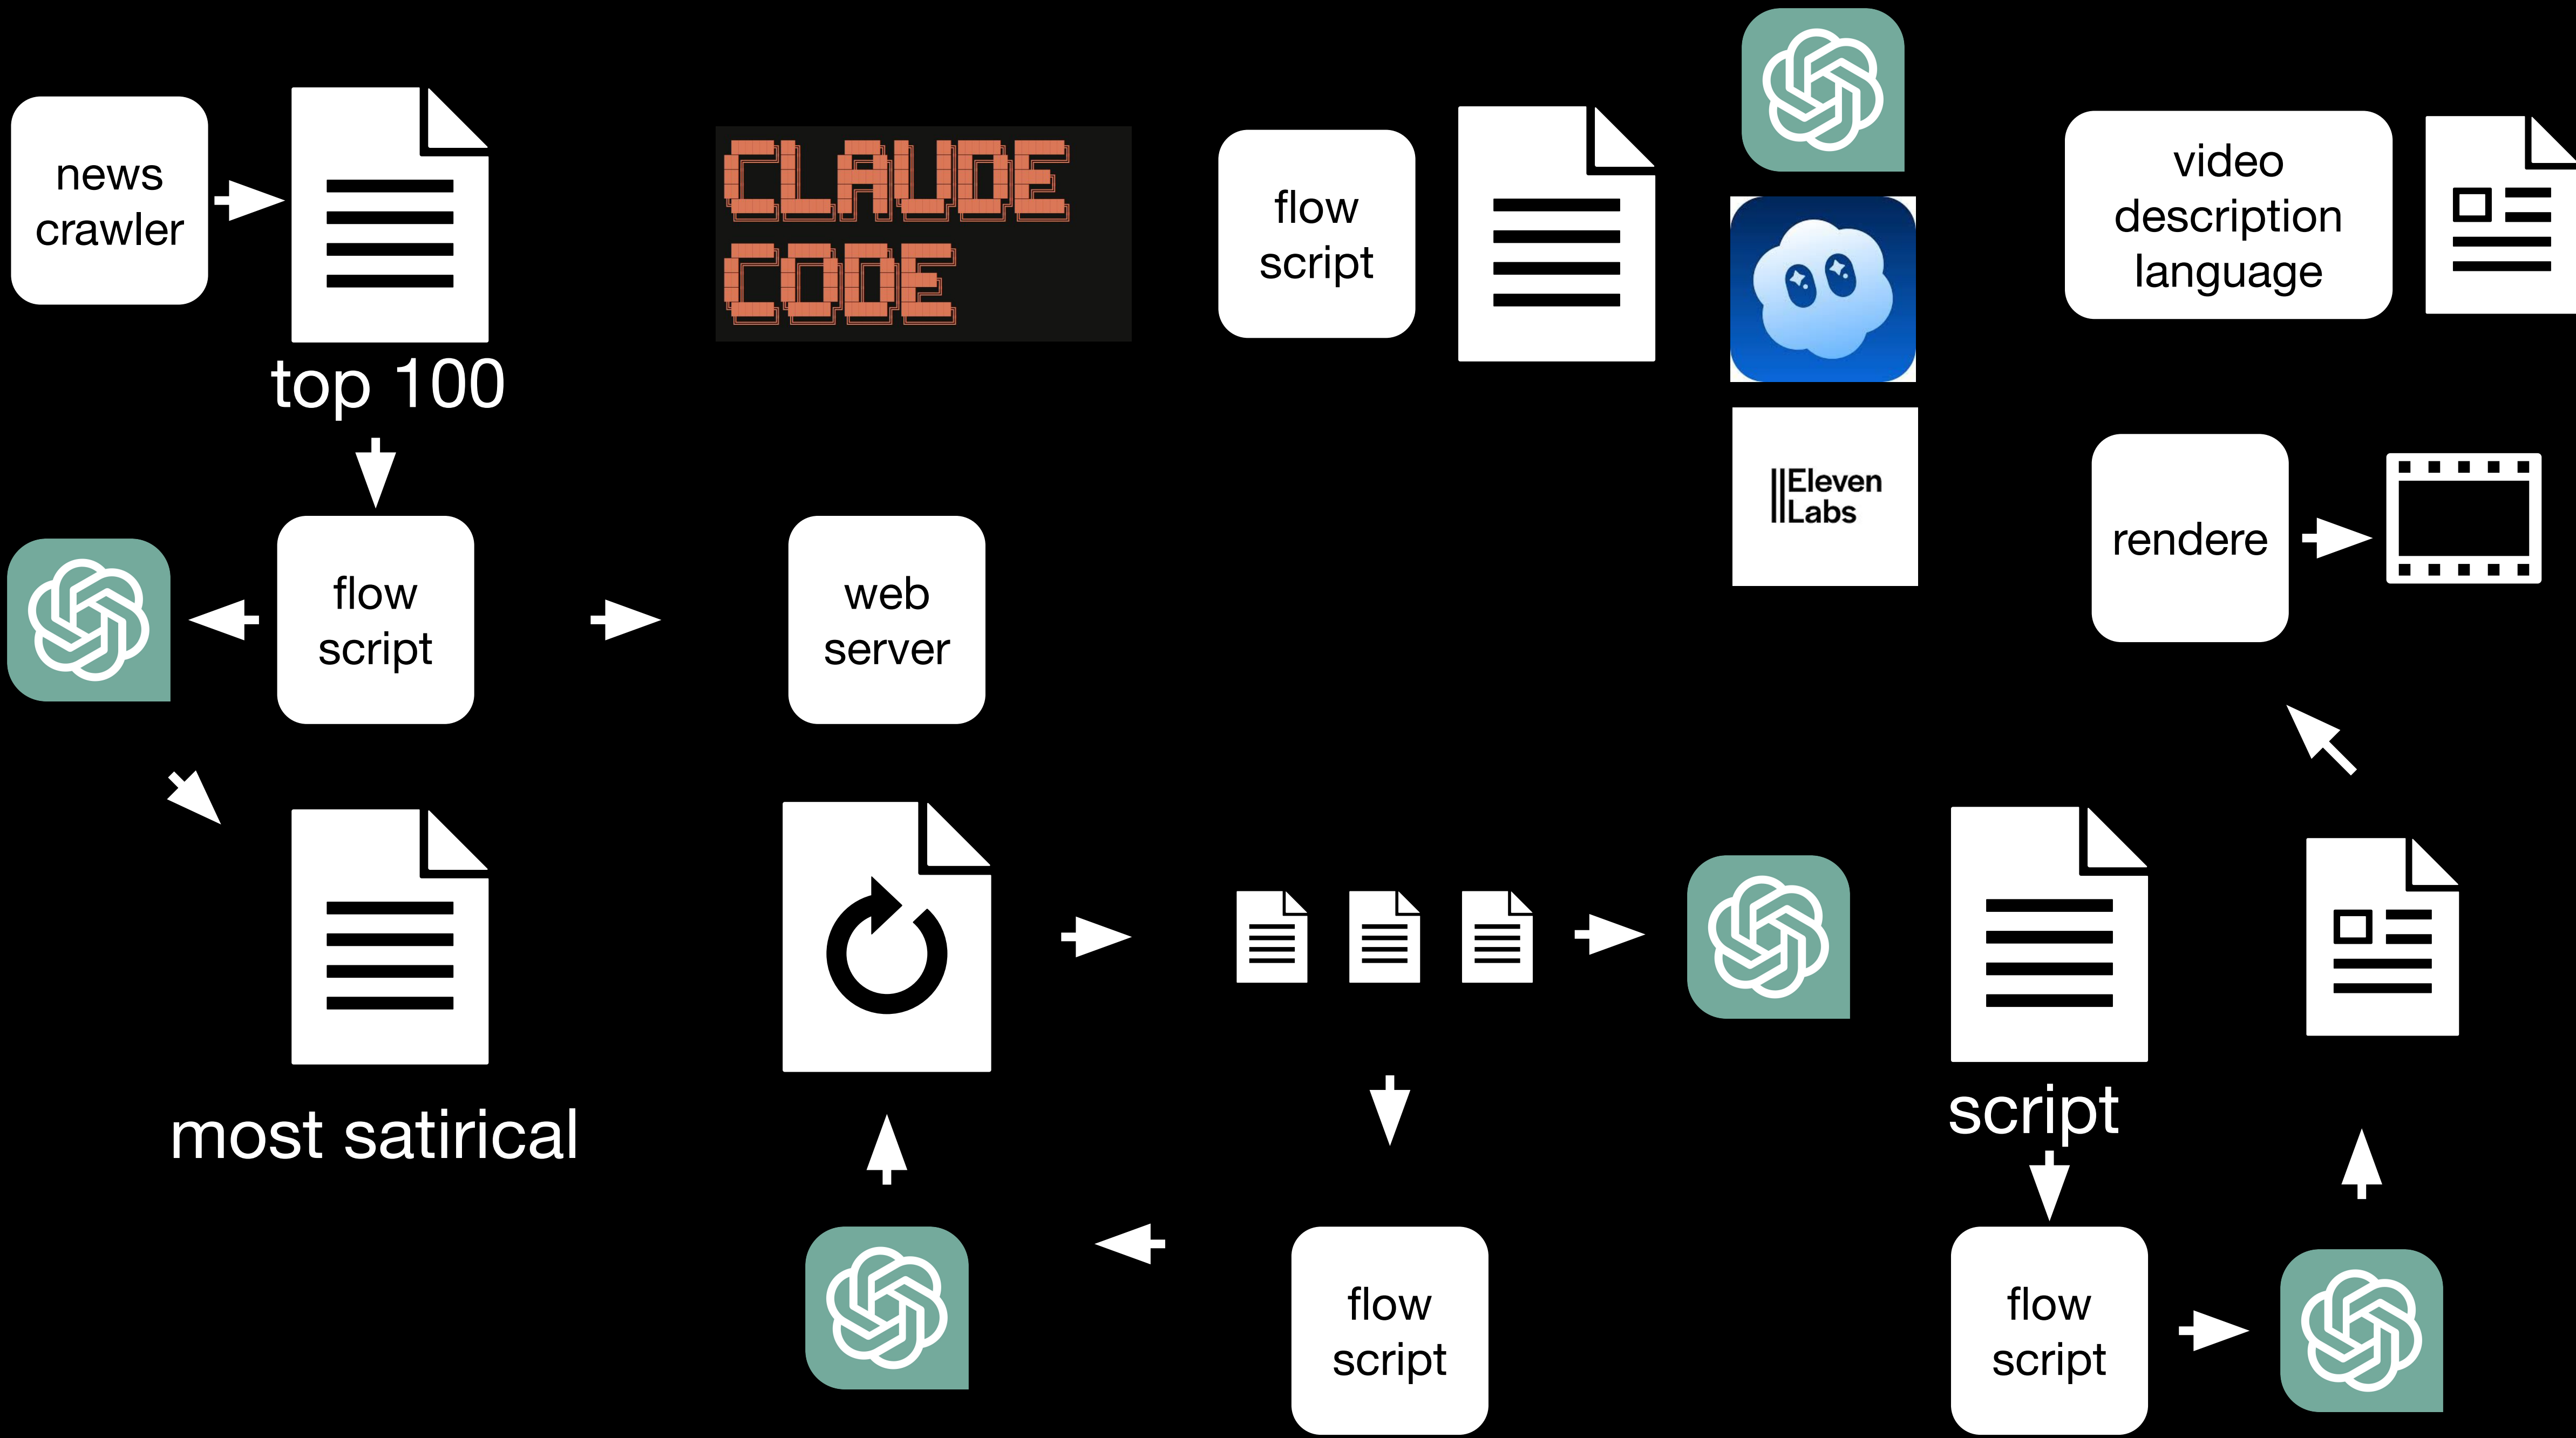 news
crawler
top 100
CLAUDE
CODE
flow
script
video
description
language
Eleven
Labs
rendere
flow
script
web
server
most satirical
script
flow
script
flow
script